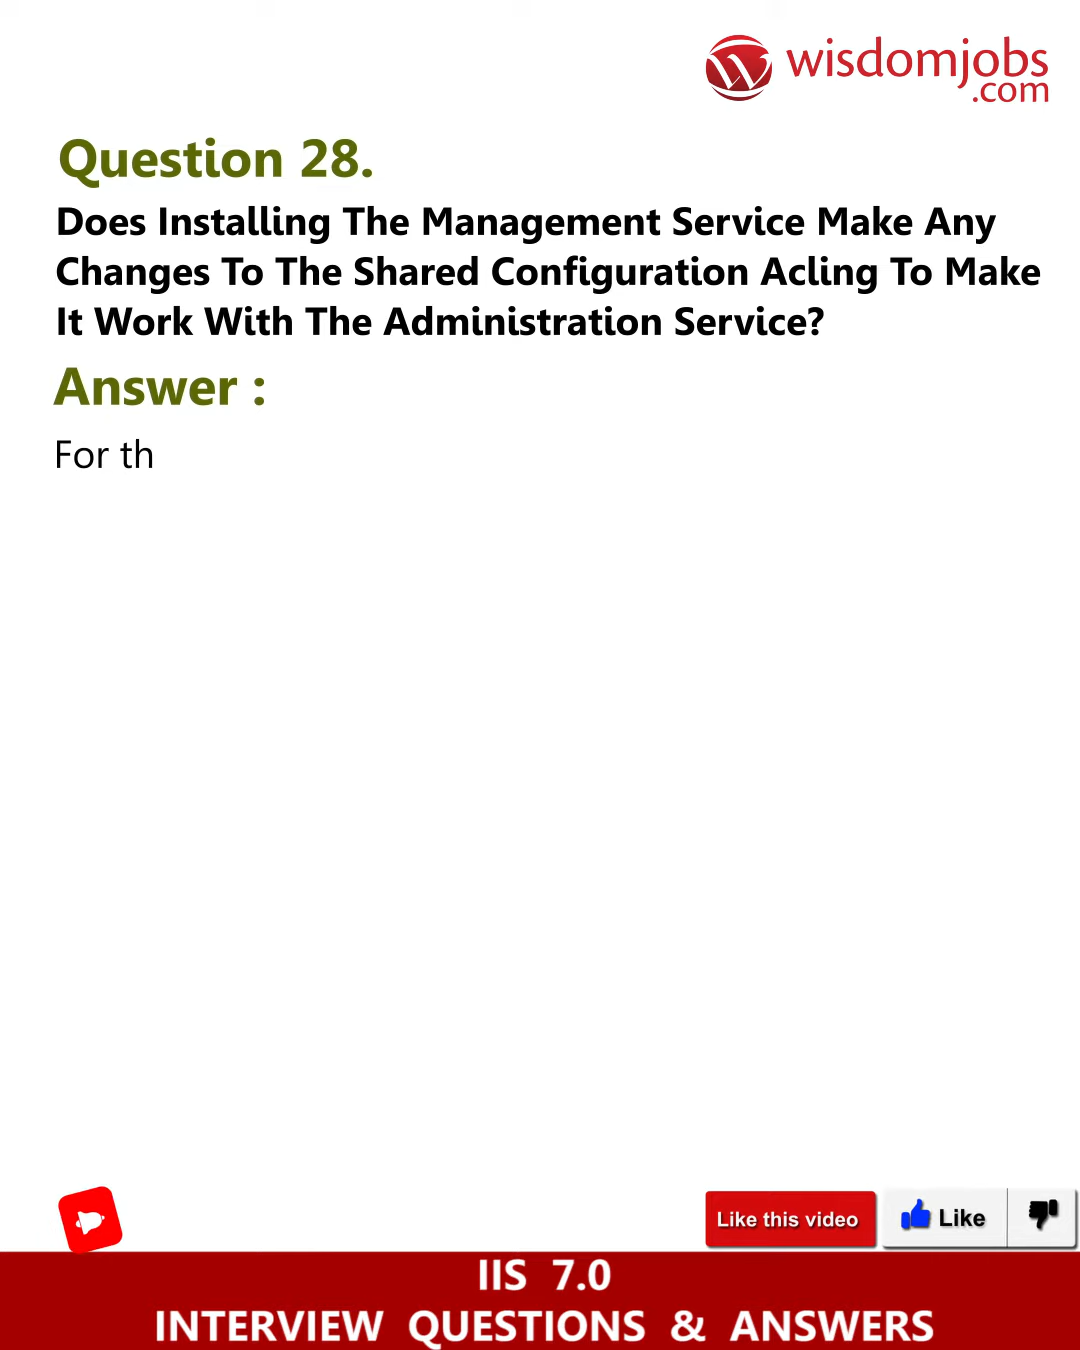 wisdomjobs
.com
Question 28.
Does Installing The Management Service Make Any
Changes To The Shared Configuration Acling To Make
It Work With The Administration Service?
Answer :
For th
Like this video
Like
IIS 7.0
INTERVIEW QUESTIONS & ANSWERS